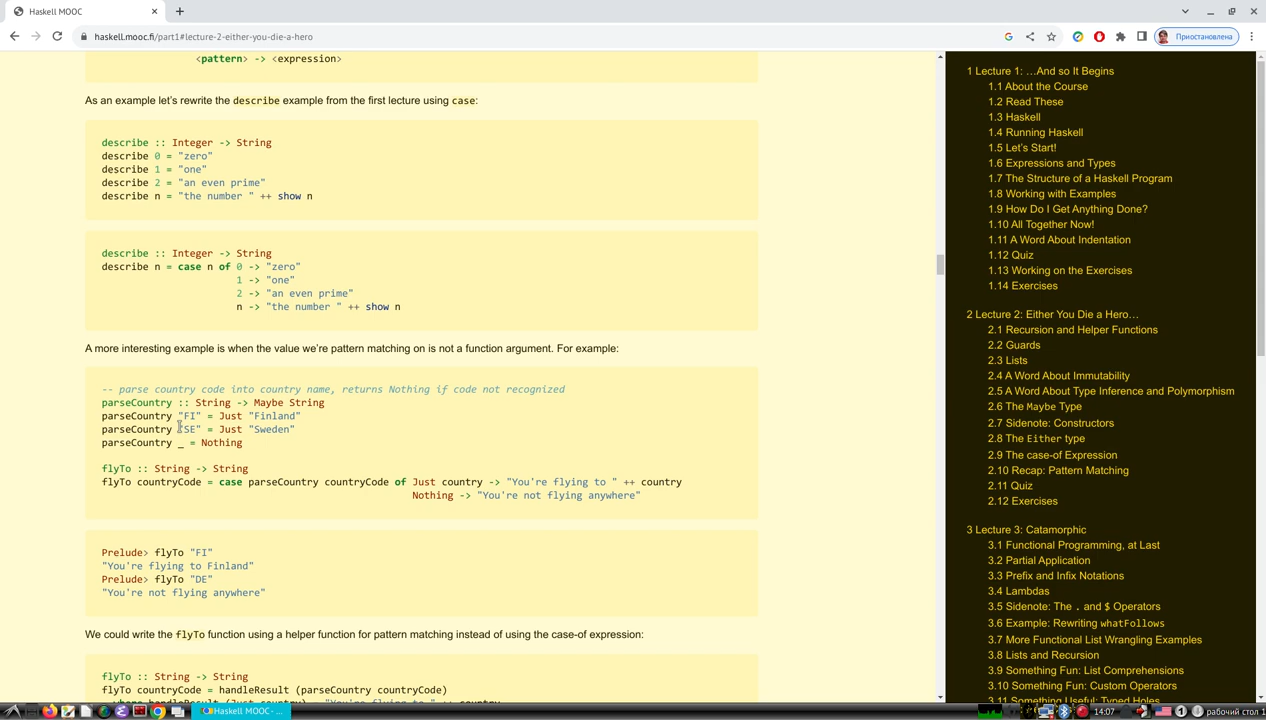 Haskell MOOC
haskell.mooc.fi/part1#lecture-2-either-you-die-a-hero
Приостановлена
<pattern> -> <expression>
As an example let's rewrite the describe example from the first lecture using case:
describe :: Integer -> String
describe 0 = "zero"
describe 1 = "one"
describe 2 = "an even prime"
describe n = "the number " ++ show n
describe :: Integer -> String
describe n = case n of 0 -> "zero"
1 -> "one"
2 -> "an even prime"
n -> "the number " ++ show n
A more interesting example is when the value we're pattern matching on is not a function argument. For example:
-- parse country code into country name, returns Nothing if code not recognized
parseCountry :: String -> Maybe String
parseCountry "FI" = Just "Finland"
parseCountry "SE" = Just "Sweden"
parseCountry _ = Nothing
flyTo :: String -> String
flyTo countryCode = case parseCountry countryCode of Just country -> "You're flying to " ++ country
Nothing -> "You're not flying anywhere"
Prelude> flyTo "FI"
"You're flying to Finland"
Prelude> flyTo "DE"
"You're not flying anywhere"
We could write the flyTo function using a helper function for pattern matching instead of using the case-of expression:
flyTo :: String -> String
flyTo countryCode = handleResult (parseCountry countryCode)
1 Lecture 1: …And so It Begins
1.1 About the Course
1.2 Read These
1.3 Haskell
1.4 Running Haskell
1.5 Let's Start!
1.6 Expressions and Types
1.7 The Structure of a Haskell Program
1.8 Working with Examples
1.9 How Do I Get Anything Done?
1.10 All Together Now!
1.11 A Word About Indentation
1.12 Quiz
1.13 Working on the Exercises
1.14 Exercises
2 Lecture 2: Either You Die a Hero…
2.1 Recursion and Helper Functions
2.2 Guards
2.3 Lists
2.4 A Word About Immutability
2.5 A Word About Type Inference and Polymorphism
2.6 The Maybe Type
2.7 Sidenote: Constructors
2.8 The Either type
2.9 The case-of Expression
2.10 Recap: Pattern Matching
2.11 Quiz
2.12 Exercises
3 Lecture 3: Catamorphic
3.1 Functional Programming, at Last
3.2 Partial Application
3.3 Prefix and Infix Notations
3.4 Lambdas
3.5 Sidenote: The . and $ Operators
3.6 Example: Rewriting whatFollows
3.7 More Functional List Wrangling Examples
3.8 Lists and Recursion
3.9 Something Fun: List Comprehensions
3.10 Something Fun: Custom Operators
3.11 Something Useful: Typed Holes
Haskell MOOC - ...
14:07
рабочий стол 1